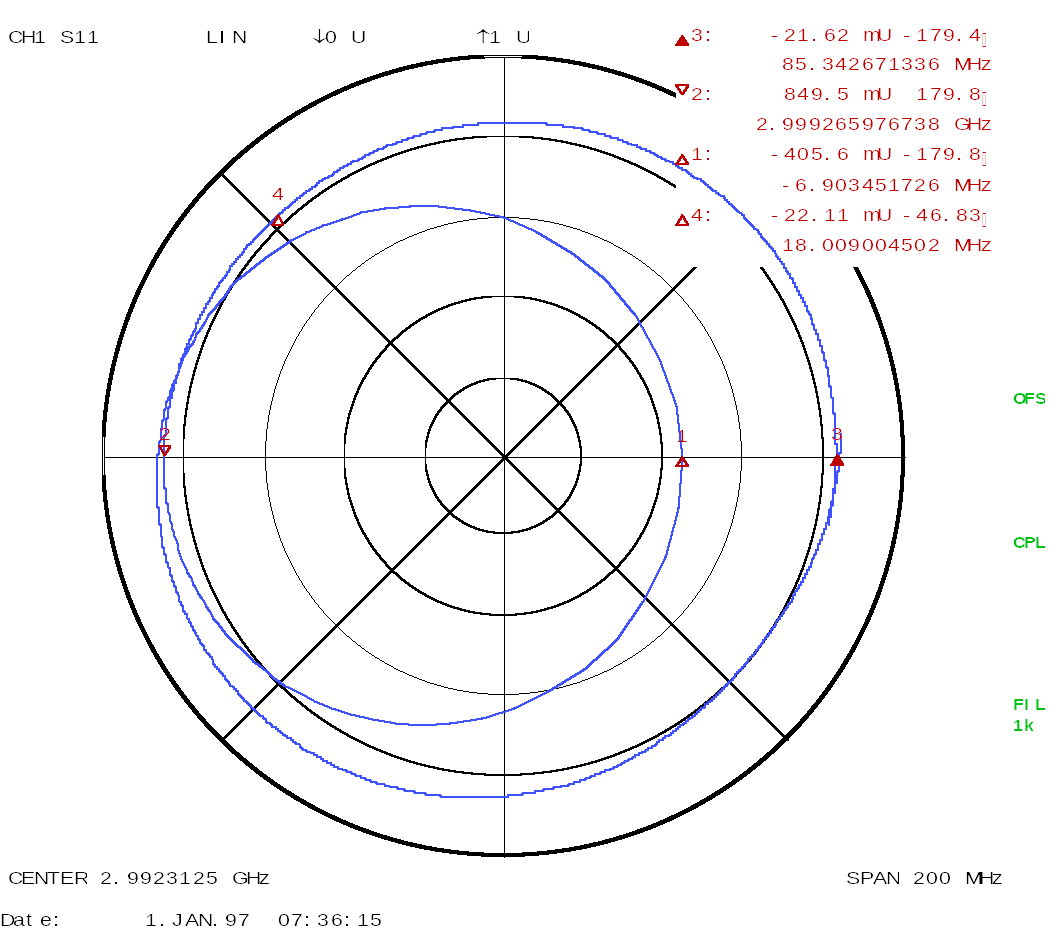 CH1 S11 LIN ↓0 U ↑1 U
3: -21.62 mU -179.4
85.342671336 MHz
2: 849.5 mU 179.8
2.999265976738 GHz
1: -405.6 mU -179.8
-6.903451726 MHz
4: -22.11 mU -46.83
18.009004502 MHz
4
OFS
2 1 3
CPL
FIL
1k
CENTER 2.9923125 GHz SPAN 200 MHz
Date: 1.JAN.97 07:36:15